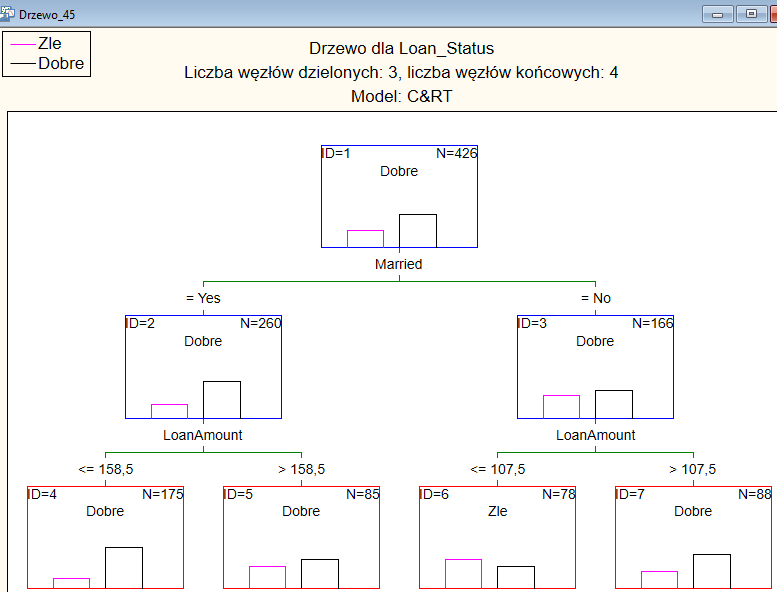 Drzewo_45
Zle
Dobre
Drzewo dla Loan_Status
Liczba węzłów dzielonych: 3, liczba węzłów końcowych: 4
Model: C&RT
ID=1 N=426
Dobre
Married
= Yes = No
ID=2 N=260 ID=3 N=166
Dobre Dobre
LoanAmount LoanAmount
<= 158,5 > 158,5 <= 107,5 > 107,5
ID=4 N=175 ID=5 N=85 ID=6 N=78 ID=7 N=88
Dobre Dobre Zle Dobre